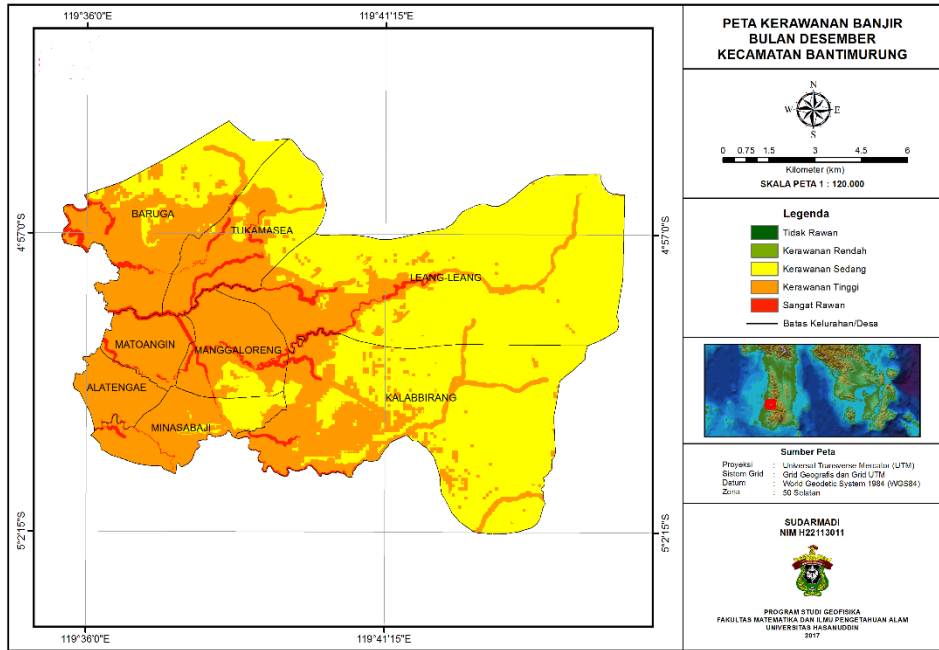 119°36'0"E
119°41'15"E
4°57'0"S
4°57'0"S
5°2'15"S
5°2'15"S
119°36'0"E
119°41'15"E
BARUGA
TUKAMASEA
LEANG-LEANG
MATOANGIN
MANGGALORENG
ALATENGAE
KALABBIRANG
MINASABAJI
PETA KERAWANAN BANJIR
BULAN DESEMBER
KECAMATAN BANTIMURUNG
N
W
E
S
0 0.75 1.5 3 4.5 6
Kilometer (km)
SKALA PETA 1 : 120.000
Legenda
Tidak Rawan
Kerawanan Rendah
Kerawanan Sedang
Kerawanan Tinggi
Sangat Rawan
Batas Kelurahan/Desa
Sumber Peta
Proyeksi : Universal Transverse Mercator (UTM)
Sistem Grid : Grid Geografis dan Grid UTM
Datum : World Geodetic System 1984 (WGS84)
Zona : 50 Selatan
SUDARMADI
NIM H22113011
PROGRAM STUDI GEOFISIKA
FAKULTAS MATEMATIKA DAN ILMU PENGETAHUAN ALAM
UNIVERSITAS HASANUDDIN
2017